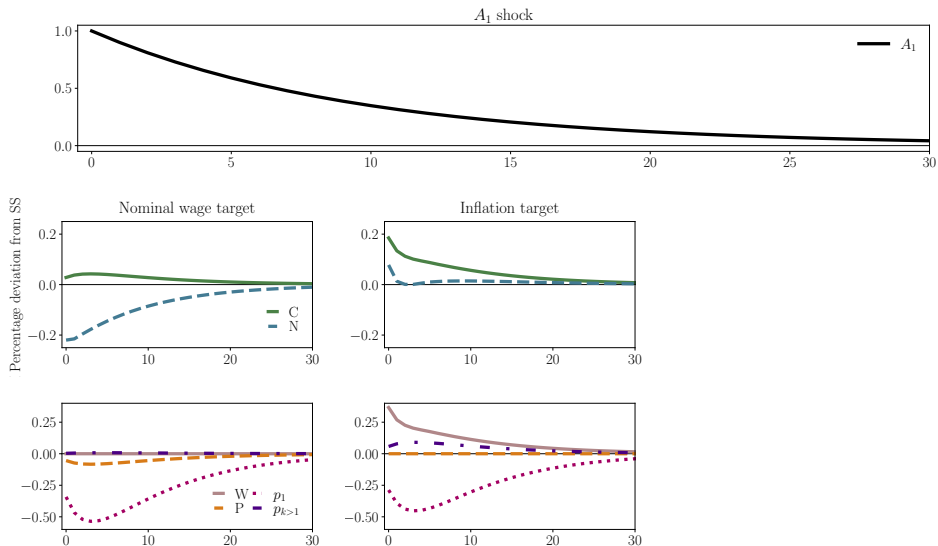 A₁ shock
1.0
0.5
0.0
A₁
0 5 10 15 20 25 30
Percentage deviation from SS
Nominal wage target
0.2
0.0
−0.2
C
N
0 10 20 30
Inflation target
0.2
0.0
−0.2
0 10 20 30
0.25
0.00
−0.25
−0.50
W p₁
P pₖ>₁
0 10 20 30
0.25
0.00
−0.25
−0.50
0 10 20 30